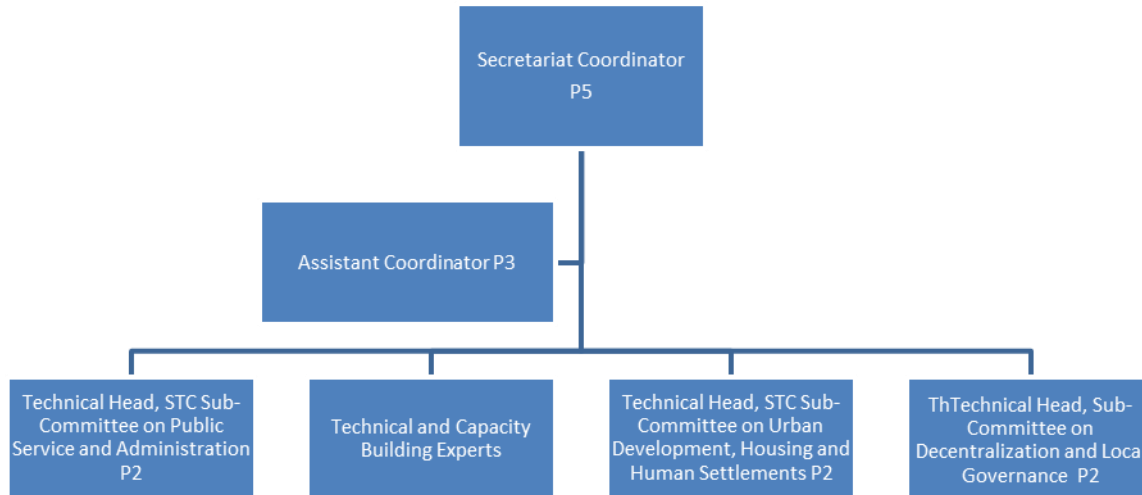 Secretariat Coordinator
P5
Assistant Coordinator P3
Technical Head, STC Sub-
Committee on Public
Service and Administration
P2
Technical and Capacity
Building Experts
Technical Head, STC Sub-
Committee on Urban
Development, Housing and
Human Settlements P2
ThTechnical Head, Sub-
Committee on
Decentralization and Local
Governance P2